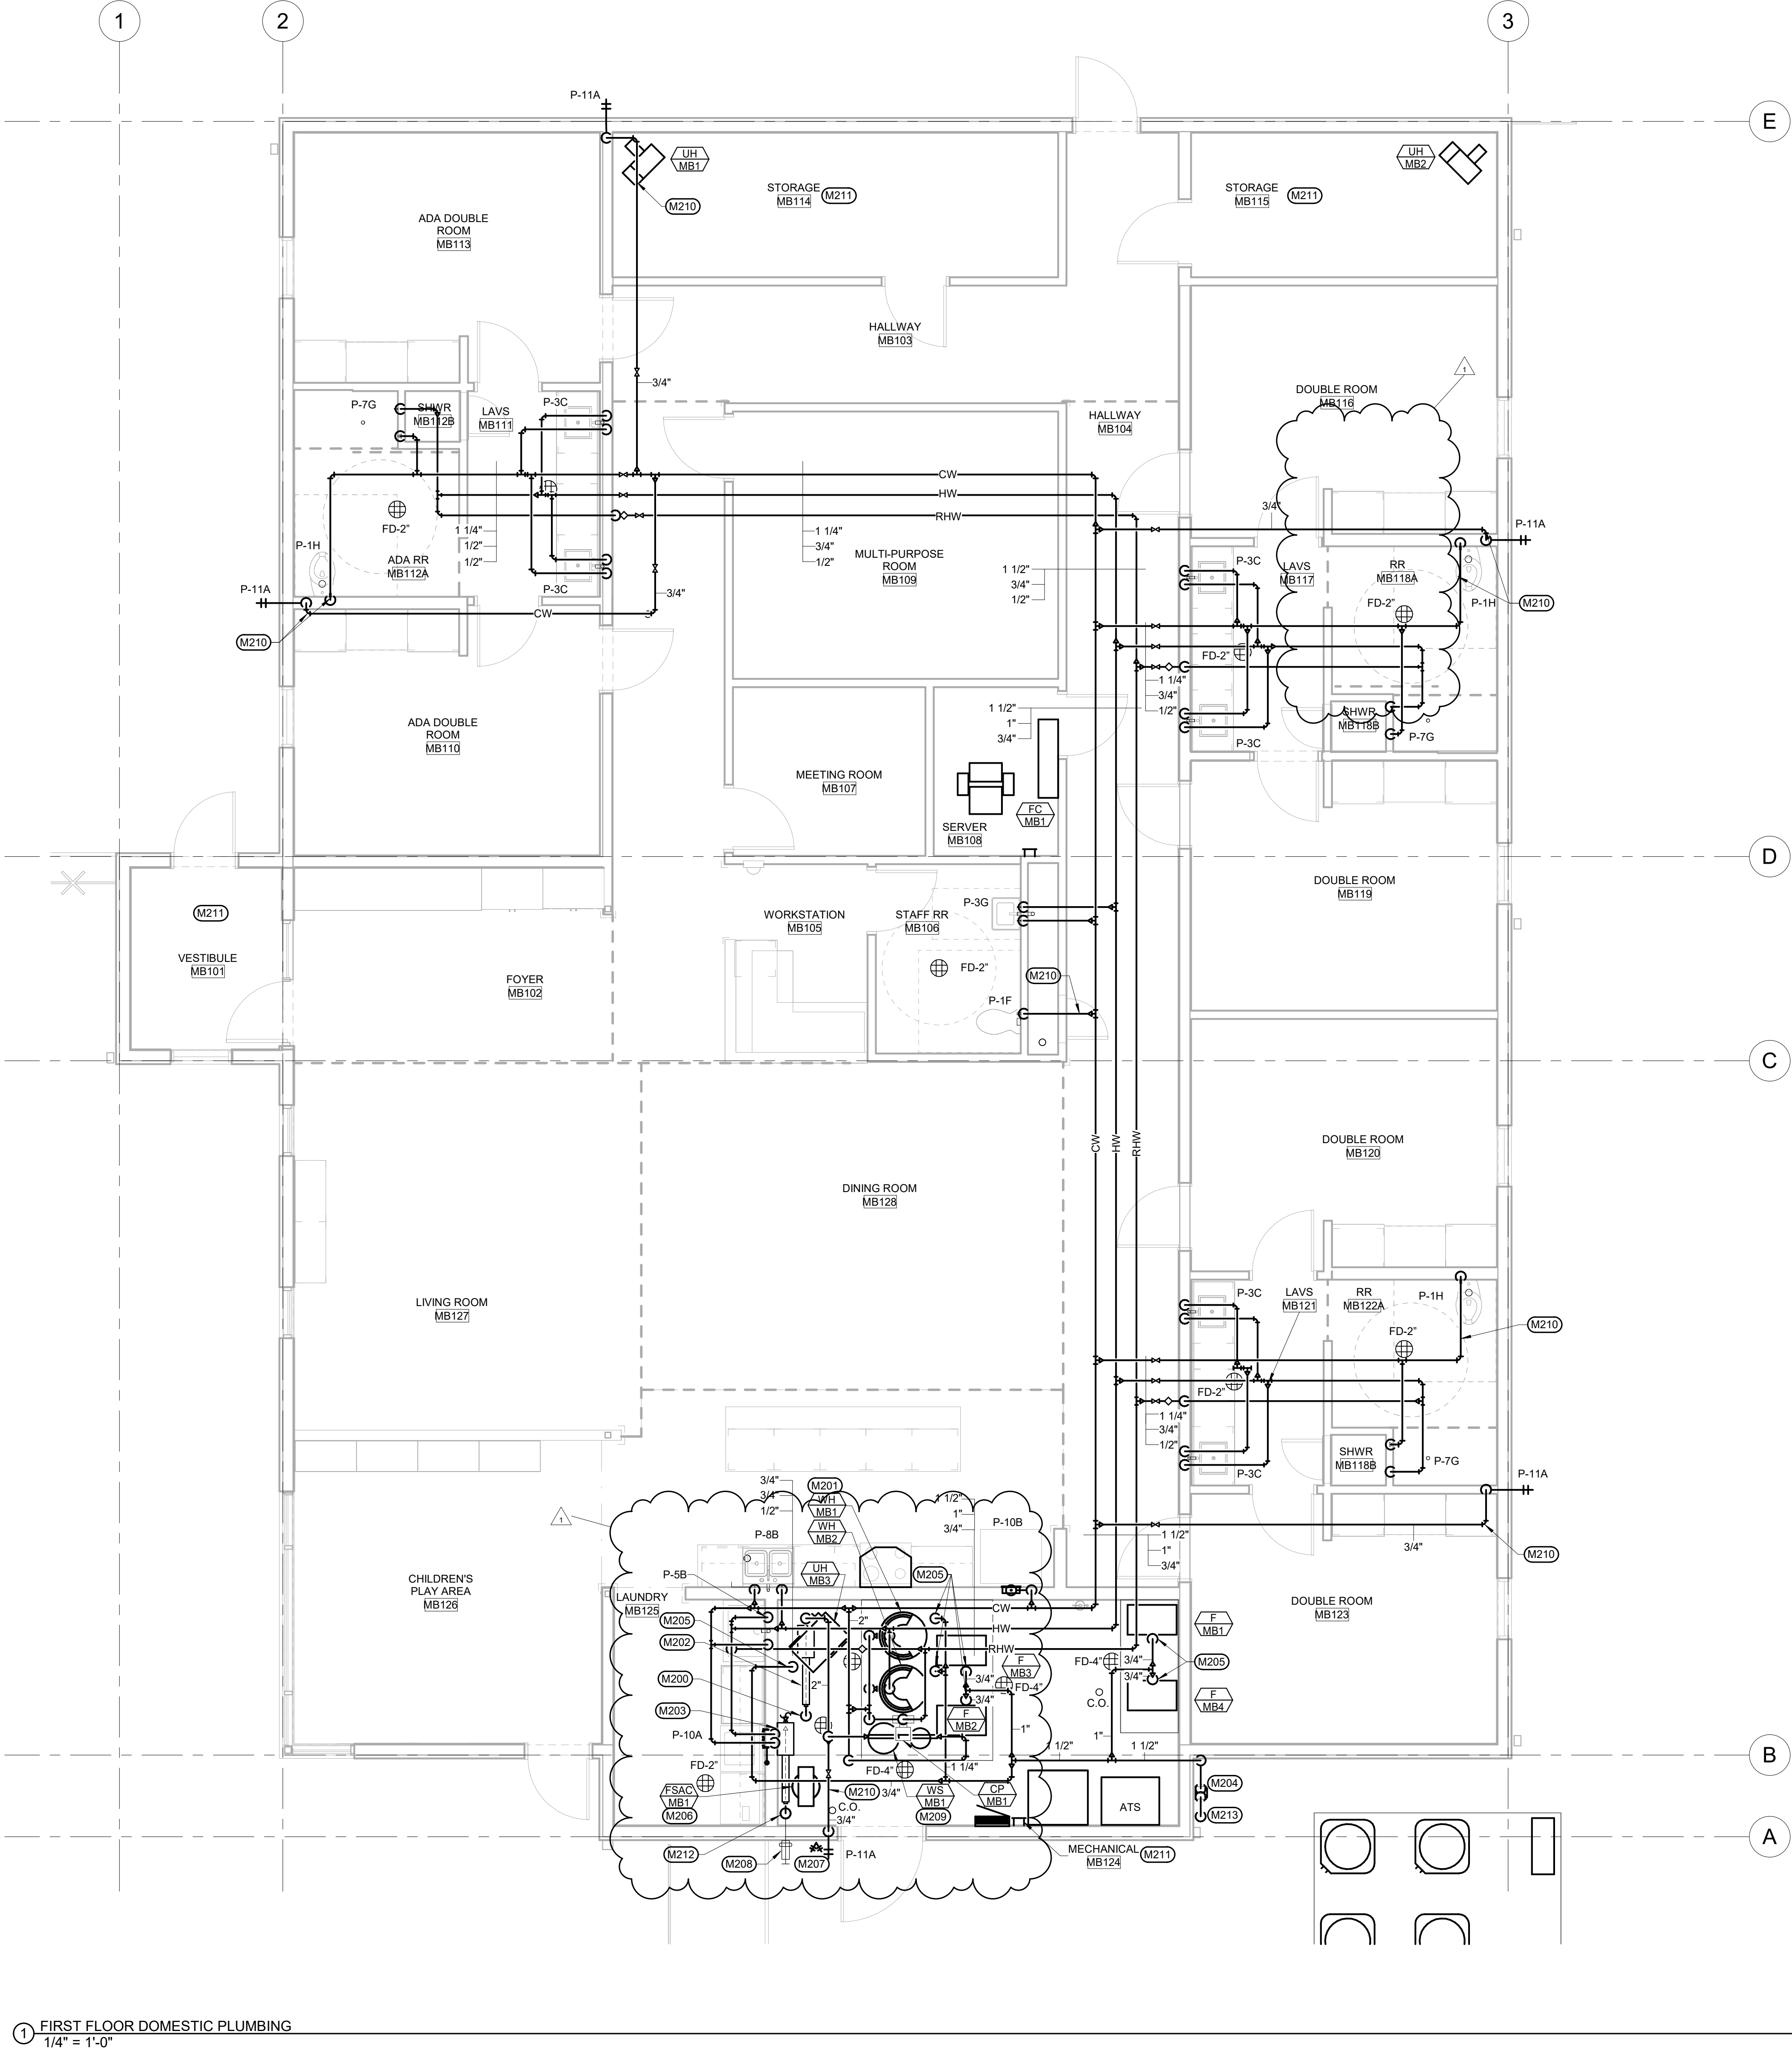 1
2
3
E
P-11A
UH
MB1
UH
MB2
STORAGE
MB114
M211
STORAGE
MB115
M211
M210
ADA DOUBLE
ROOM
MB113
HALLWAY
MB103
1
3/4"
DOUBLE ROOM
MB116
P-7G
SHWR
MB112B
LAVS
MB111
P-3C
HALLWAY
MB104
CW
HW
RHW
3/4"
P-11A
FD-2"
1 1/4"
1/2"
1/2"
1 1/4"
3/4"
1/2"
P-1H
ADA RR
MB112A
MULTI-PURPOSE
ROOM
MB109
P-3C
LAVS
MB117
RR
MB118A
1 1/2"
3/4"
1/2"
P-11A
P-3C
3/4"
FD-2"
P-1H
M210
CW
M210
FD-2"
1 1/4"
3/4"
1/2"
1 1/2"
1"
3/4"
SHWR
MB118B
P-7G
P-3C
ADA DOUBLE
ROOM
MB110
MEETING ROOM
MB107
FC
MB1
SERVER
MB108
D
DOUBLE ROOM
MB119
M211
P-3G
WORKSTATION
MB105
STAFF RR
MB106
VESTIBULE
MB101
FOYER
MB102
FD-2"
M210
P-1F
C
CW
HW
RHW
DOUBLE ROOM
MB120
DINING ROOM
MB128
LIVING ROOM
MB127
P-3C
LAVS
MB121
RR
MB122A
P-1H
FD-2"
M210
FD-2"
1 1/4"
3/4"
1/2"
SHWR
MB118B
P-7G
P-3C
P-11A
3/4"
3/4"
1/2"
M201
WH
MB1
WH
MB2
1 1/2"
1"
3/4"
P-10B
1
P-8B
1 1/2"
1"
3/4"
3/4"
M210
P-5B
UH
MB3
M205
CHILDREN'S
PLAY AREA
MB126
LAUNDRY
MB125
DOUBLE ROOM
MB123
M205
2"
CW
F
MB1
M202
HW
RHW
M205
F
MB3
FD-4"
3/4"
3/4"
M200
2"
3/4"
FD-4"
3/4"
C.O.
F
MB4
M203
F
MB2
P-10A
1"
1"
1 1/2"
1 1/2"
B
FD-2"
FD-4"
1 1/4"
FSAC
MB1
M206
M210
3/4"
WS
MB1
M209
CP
MB1
M204
ATS
C.O.
3/4"
M213
A
M212
M208
M207
P-11A
MECHANICAL
MB124
M211
1
FIRST FLOOR DOMESTIC PLUMBING
1/4" = 1'-0"